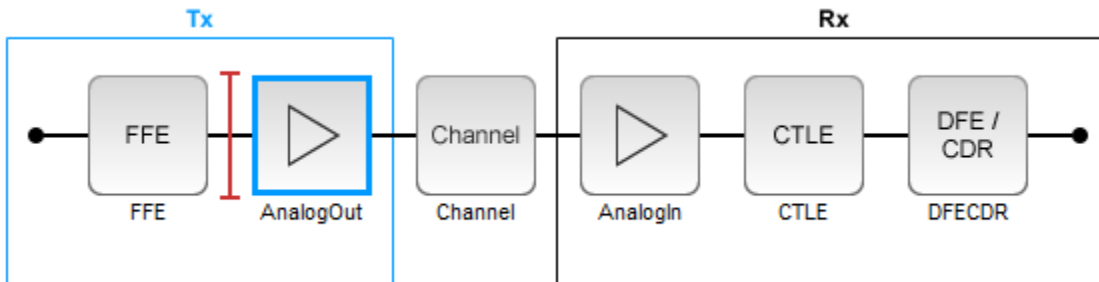 Tx
Rx
FFE
Channel
CTLE
DFE /
CDR
FFE
AnalogOut
Channel
AnalogIn
CTLE
DFECDR